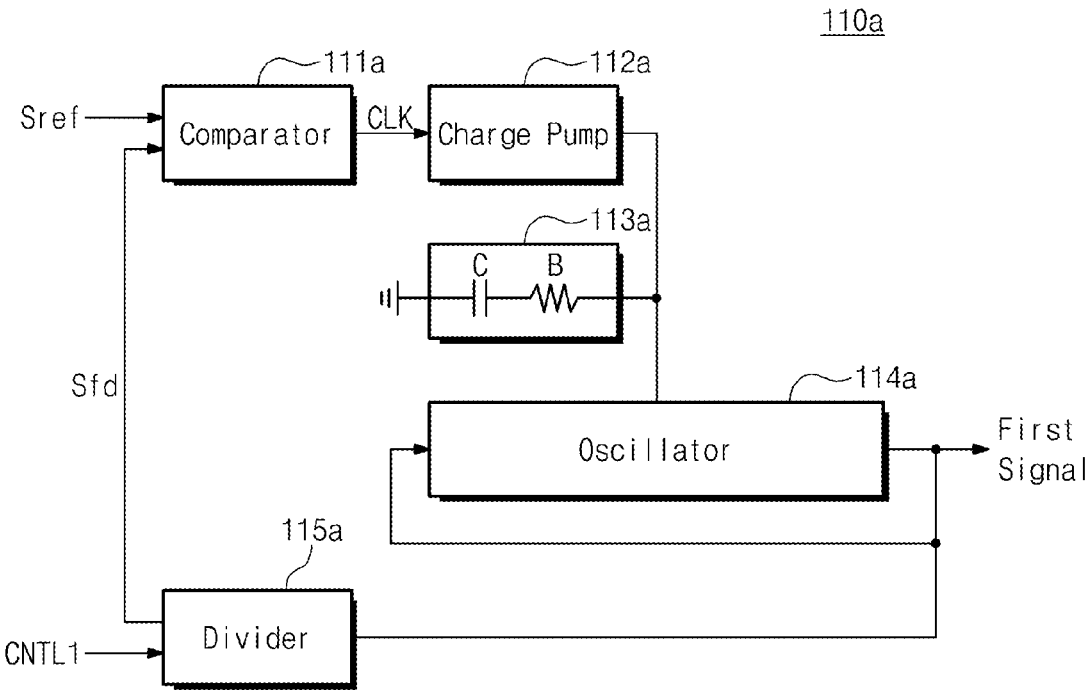 110a
111a
112a
Sref
Comparator
CLK
Charge Pump
113a
C
B
Sfd
114a
Oscillator
First
Signal
115a
Divider
CNTL1